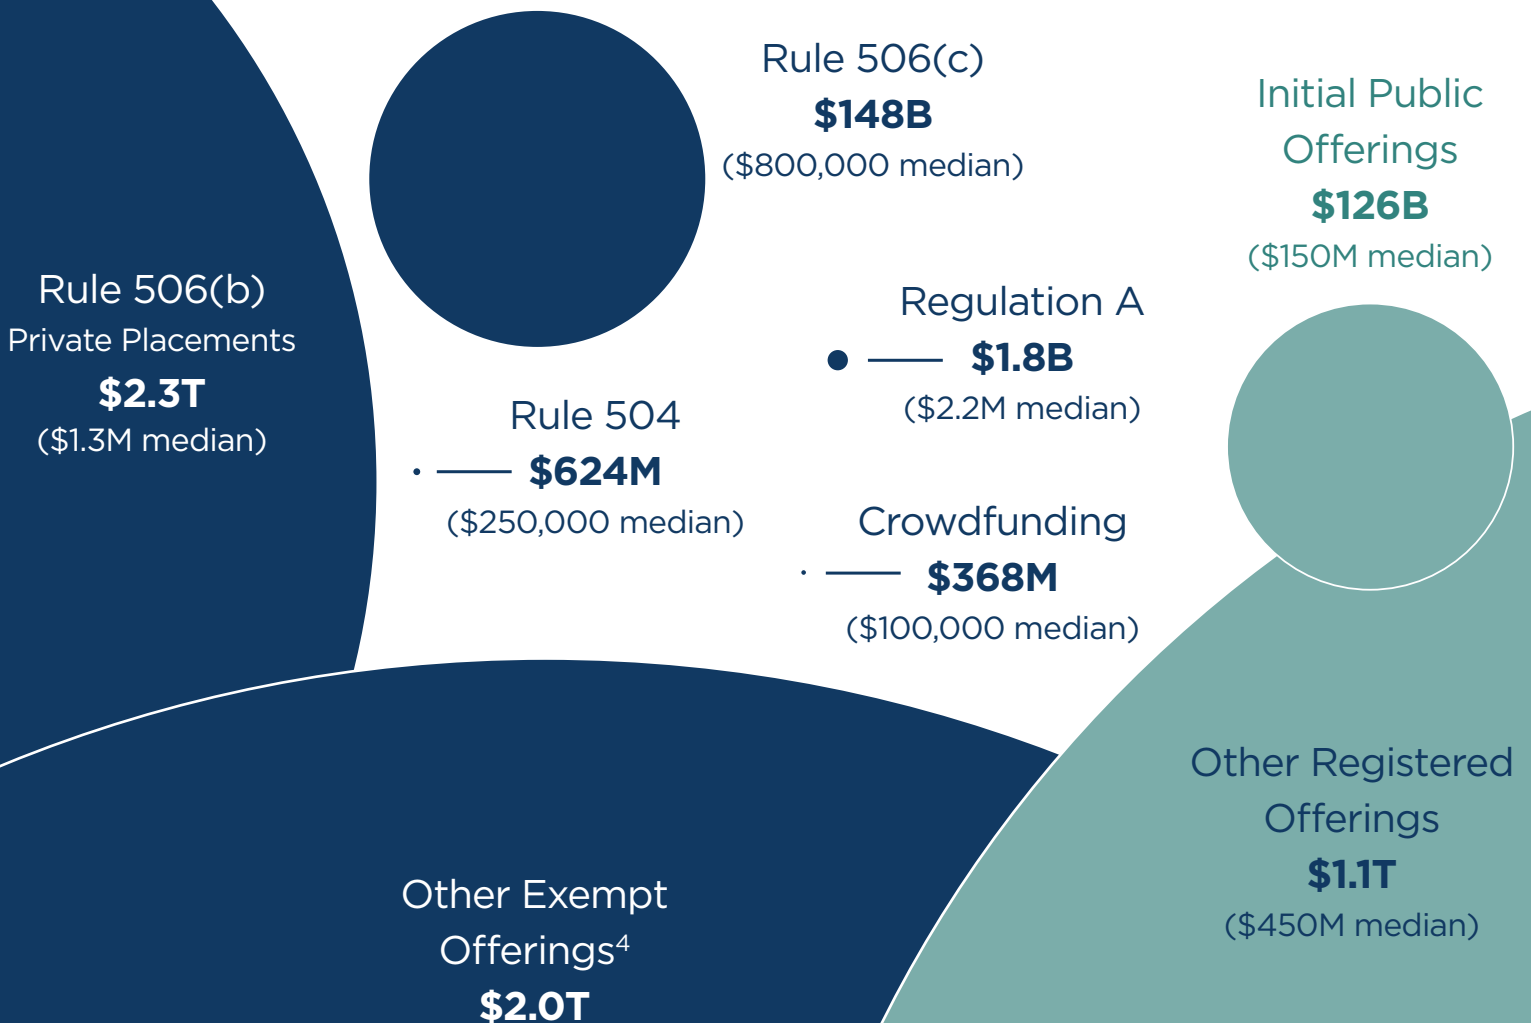 Rule 506(b)
Private Placements
$2.3T
($1.3M median)
Rule 506(c)
$148B
($800,000 median)
Initial Public
Offerings
$126B
($150M median)
Regulation A
$1.8B
($2.2M median)
Rule 504
$624M
($250,000 median)
Crowdfunding
$368M
($100,000 median)
Other Registered
Offerings
$1.1T
($450M median)
Other Exempt
Offerings⁴
$2.0T